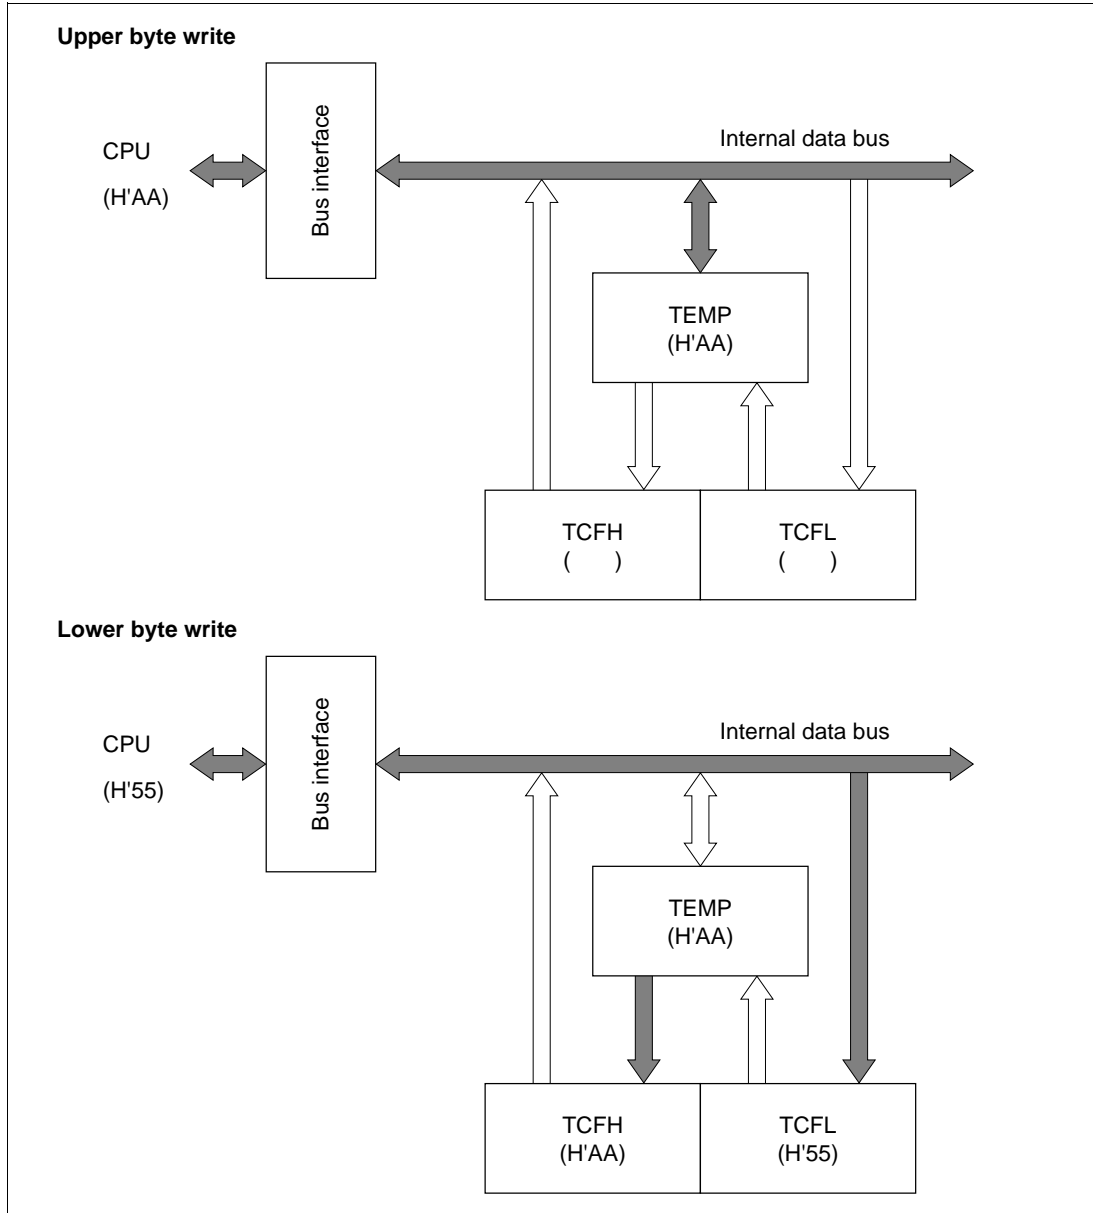 Upper byte write
CPU
(H'AA)
Bus interface
Internal data bus
TEMP
(H'AA)
TCFH
(      )
TCFL
(      )
Lower byte write
CPU
(H'55)
Bus interface
Internal data bus
TEMP
(H'AA)
TCFH
(H'AA)
TCFL
(H'55)